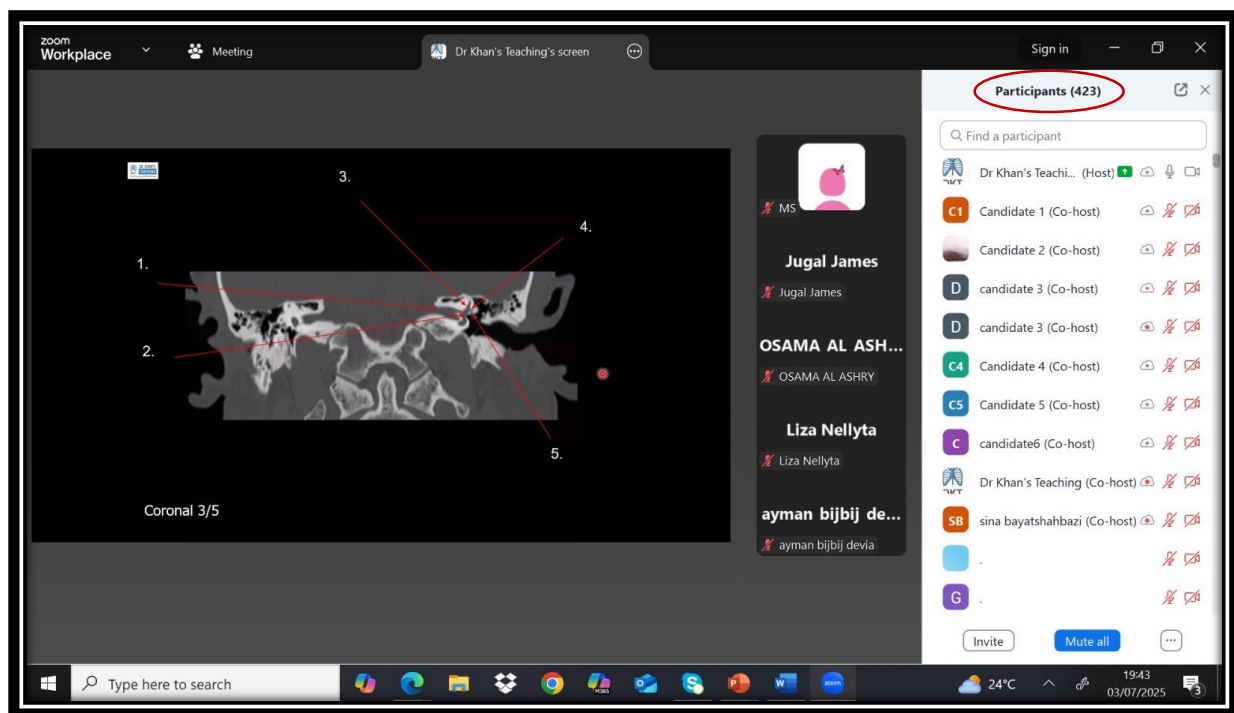 zoom
Workplace
Meeting
Dr Khan's Teaching's screen
Sign in
Participants (423)
Find a participant
Dr Khan's Teachi... (Host)
C1 Candidate 1 (Co-host)
Candidate 2 (Co-host)
D candidate 3 (Co-host)
D candidate 3 (Co-host)
C4 Candidate 4 (Co-host)
C5 Candidate 5 (Co-host)
C candidate6 (Co-host)
Dr Khan's Teaching (Co-host)
SB sina bayatshahbazi (Co-host)
.
G .
Invite
Mute all
3.
4.
1.
2.
5.
Coronal 3/5
MS
Jugal James
Jugal James
OSAMA AL ASH...
OSAMA AL ASHRY
Liza Nellyta
Liza Nellyta
ayman bijbij de...
ayman bijbij devia
Type here to search
24°C
19:43
03/07/2025
3